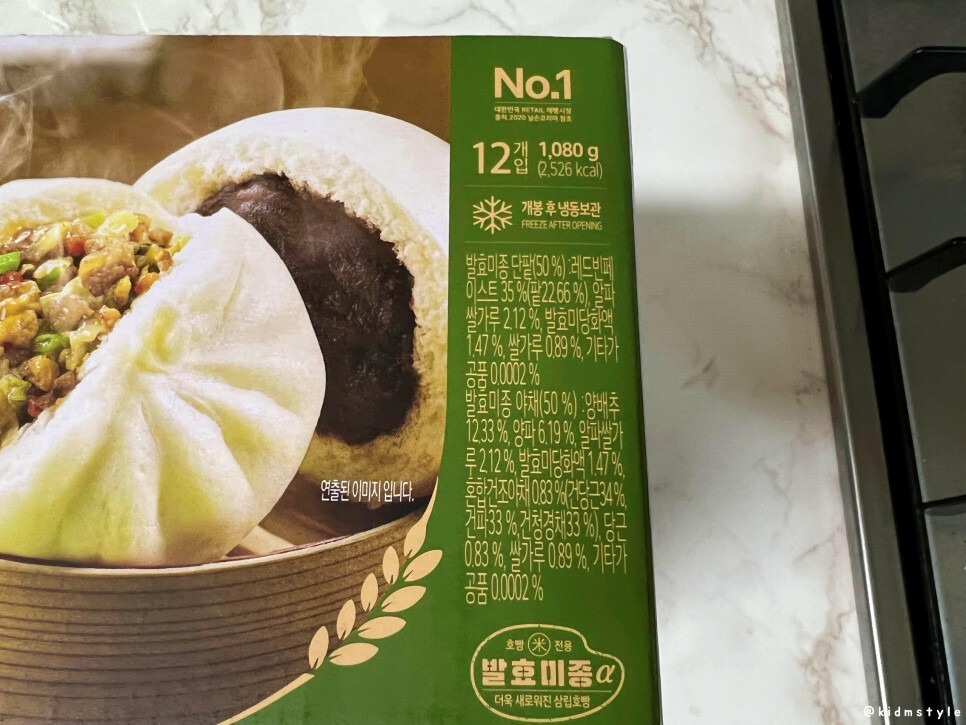 No.1
대한민국 RETAIL 제빵시장
출처_2020 닐슨코리아 참조
12개입 1,080 g
(2,526 kcal)
개봉 후 냉동보관
FREEZE AFTER OPENING
발효미종 단팥(50 %) :레드빈페
이스트 35 %(팥22.66 %), 알파
쌀가루 2.12 %, 발효미당화액
1.47 %, 쌀가루 0.89 %, 기타가
공품 0.0002 %
발효미종 야채(50 %) :양배추
12.33 %, 양파 6.19 %, 알파쌀가
루 2.12 %, 발효미당화액 1.47 %,
혼합건조야채 0.83 %(건당근34 %,
건파33 %, 건청경채33 %), 당근
0.83 %, 쌀가루 0.89 %, 기타가
공품 0.0002 %
연출된 이미지 입니다.
호빵 米 전용
발효미종α
더욱 새로워진 삼립호빵
@kidmstyle